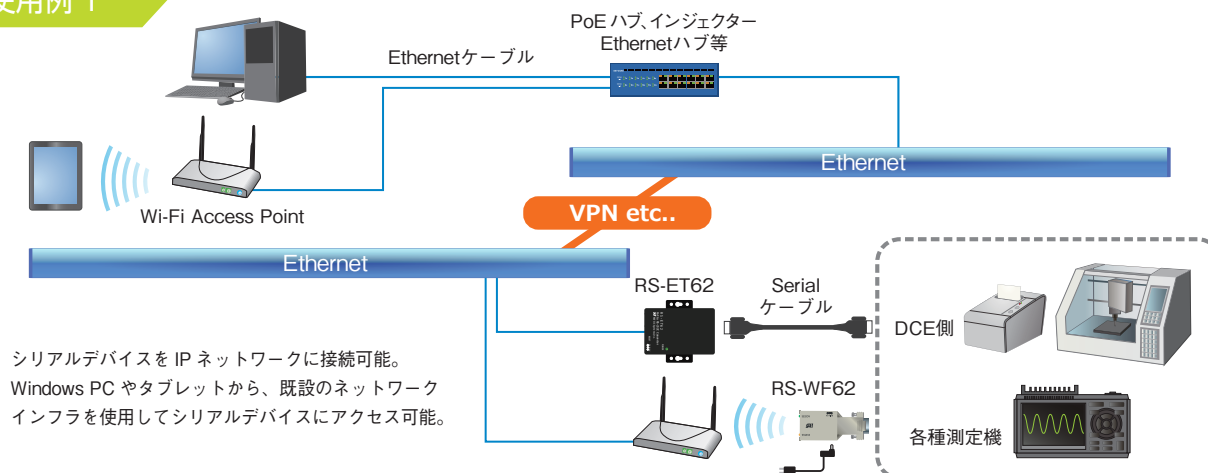 使用例 1
PoE ハブ、インジェクター
Ethernetハブ等
Ethernetケーブル
Ethernet
Wi-Fi Access Point
VPN etc..
Ethernet
RS-ET62
Serial
ケーブル
DCE側
シリアルデバイスを IP ネットワークに接続可能。
Windows PC やタブレットから、既設のネットワーク
インフラを使用してシリアルデバイスにアクセス可能。
RS-WF62
各種測定機